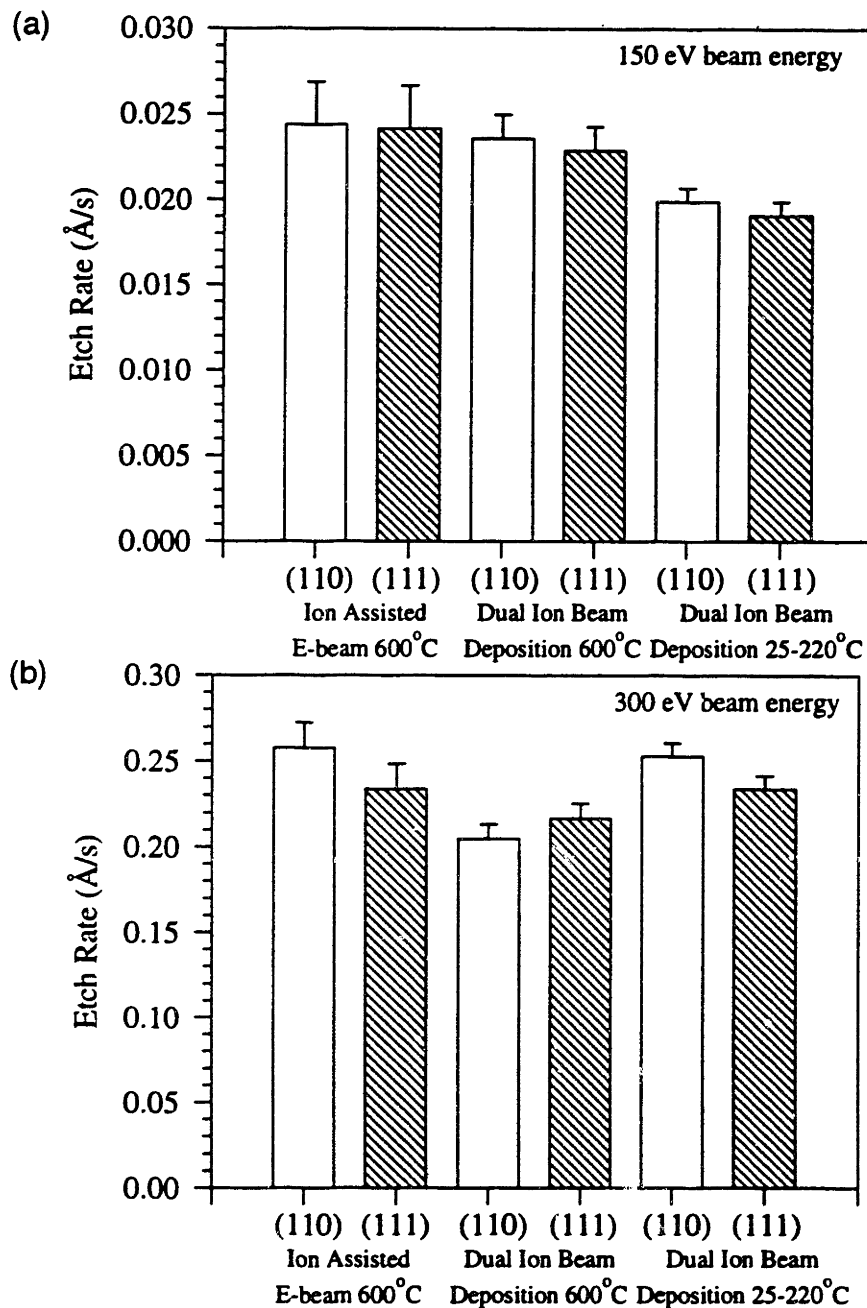 (a)
150 eV beam energy
Etch Rate (Å/s)
0.030
0.025
0.020
0.015
0.010
0.005
0.000
(110) (111) (110) (111) (110) (111)
Ion Assisted Dual Ion Beam Dual Ion Beam
E-beam 600°C Deposition 600°C Deposition 25-220°C
(b)
300 eV beam energy
Etch Rate (Å/s)
0.30
0.25
0.20
0.15
0.10
0.05
0.00
(110) (111) (110) (111) (110) (111)
Ion Assisted Dual Ion Beam Dual Ion Beam
E-beam 600°C Deposition 600°C Deposition 25-220°C